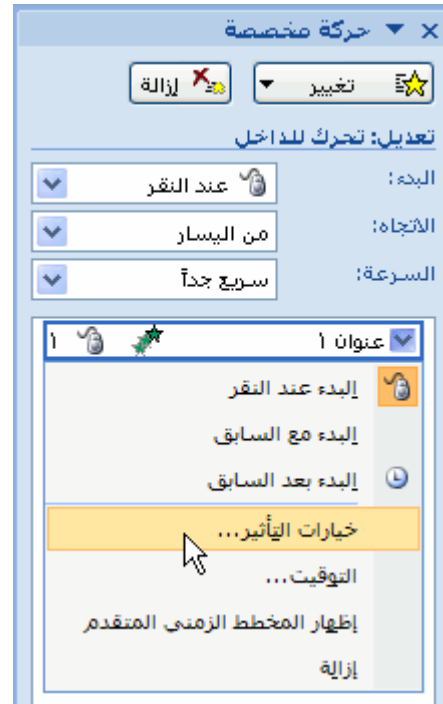 حركة مخصصة
تغيير إزالة
تعديل: تحرك للداخل
البدء: عند النقر
الاتجاه: من اليسار
السرعة: سريع جداً
عنوان ١ ١
البدء عند النقر
البدء مع السابق
البدء بعد السابق
خيارات التأثير...
التوقيت...
إظهار المخطط الزمني المتقدم
إزالة